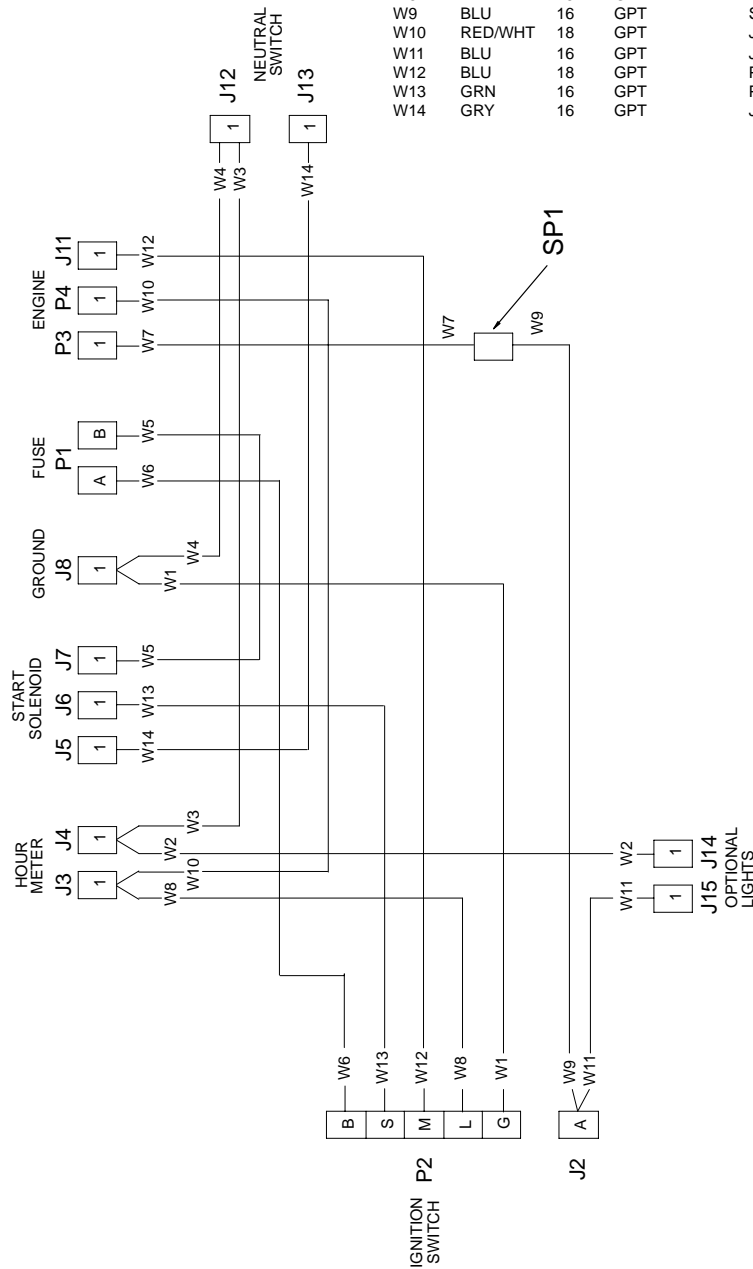 W9 BLU 16 GPT
W10 RED/WHT 18 GPT
W11 BLU 16 GPT
W12 BLU 18 GPT
W13 GRN 16 GPT
W14 GRY 16 GPT
NEUTRAL
SWITCH
J12
1
J13
1
W4
W3
W14
ENGINE
J11
1
W12
P4
1
W10
P3
1
W7
FUSE
P1
B
W5
A
W6
GROUND
J8
1
W4
W1
START
SOLENOID
J7
1
W5
J6
1
W13
J5
1
W14
HOUR
METER
J4
1
W3
W2
J3
1
W10
W8
SP1
W7
W9
W2
1
J14
W11
1
J15
OPTIONAL
LIGHTS
W6
W13
W12
W8
W1
B
S
M
L
G
P2
IGNITION
SWITCH
W9
W11
A
J2